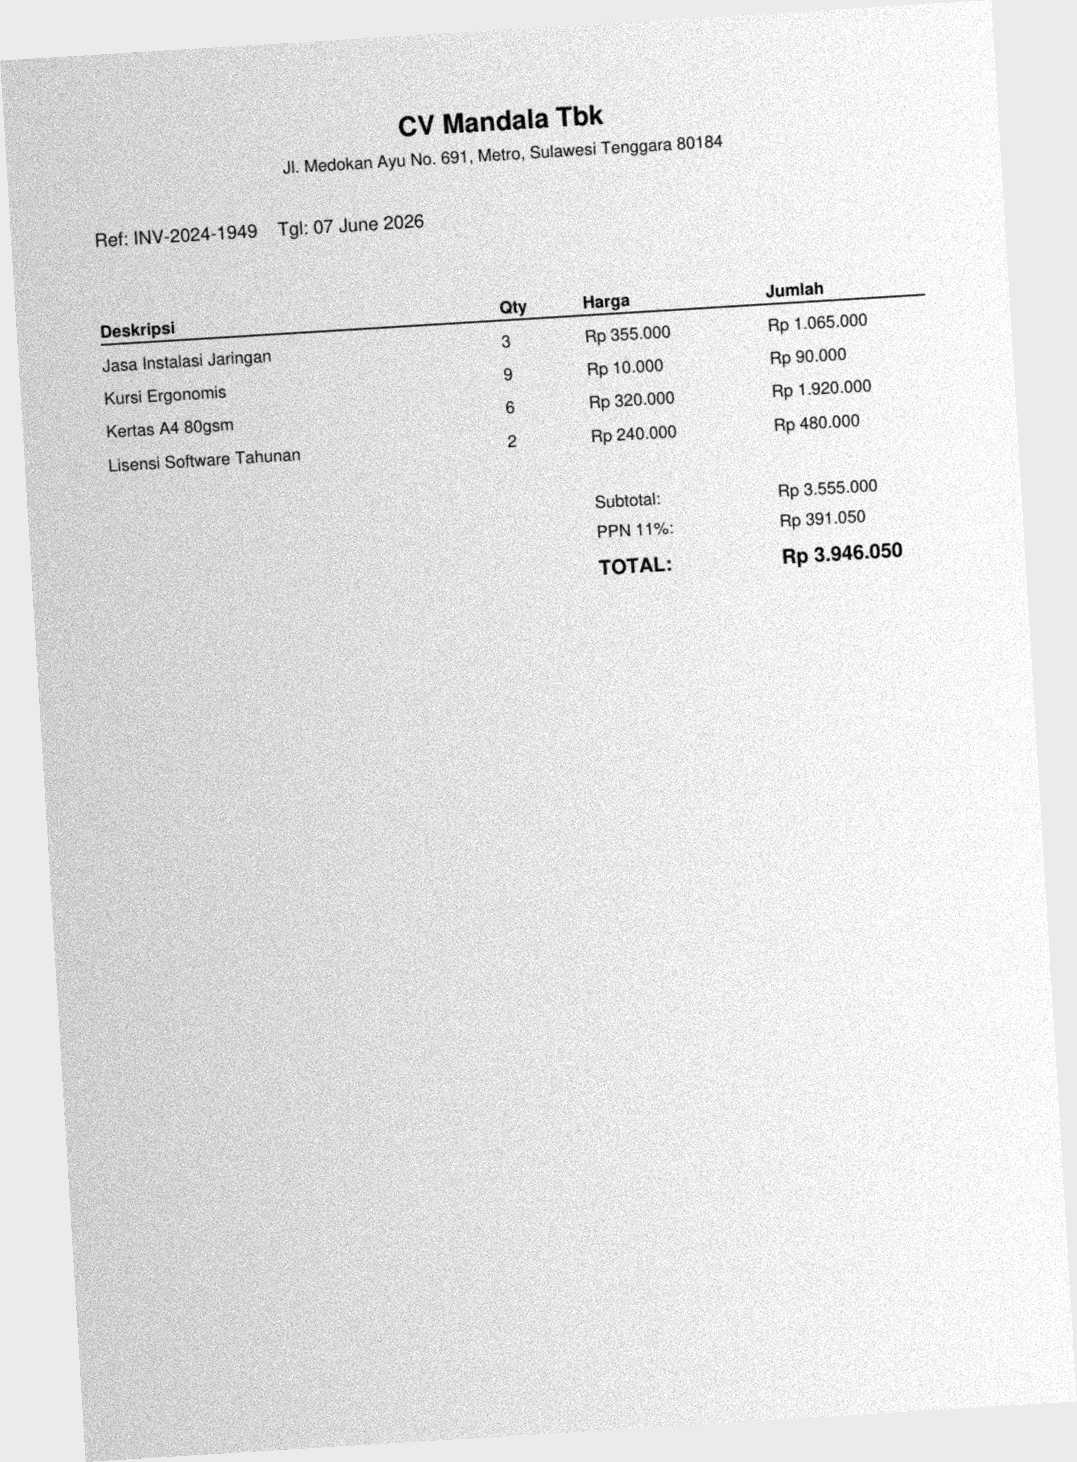 CV Mandala Tbk
Jl. Medokan Ayu No. 691, Metro, Sulawesi Tenggara 80184
Ref: INV-2024-1949 Tgl: 07 June 2026
Deskripsi Qty Harga Jumlah
Jasa Instalasi Jaringan 3 Rp 355.000 Rp 1.065.000
Kursi Ergonomis 9 Rp 10.000 Rp 90.000
Kertas A4 80gsm 6 Rp 320.000 Rp 1.920.000
Lisensi Software Tahunan 2 Rp 240.000 Rp 480.000
Subtotal: Rp 3.555.000
PPN 11%: Rp 391.050
TOTAL: Rp 3.946.050